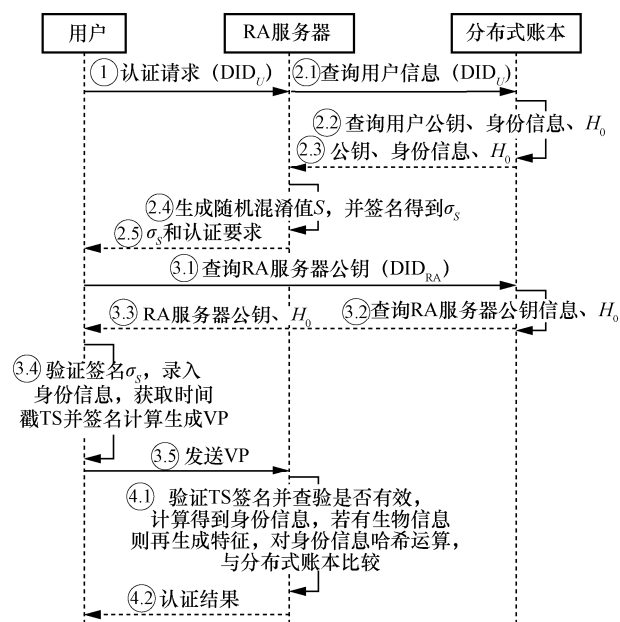 用户
RA服务器
分布式账本
① 认证请求（DID_U）
2.1 查询用户信息（DID_U）
2.2 查询用户公钥、身份信息、H_0
2.3 公钥、身份信息、H_0
2.4 生成随机混淆值S，并签名得到σ_S
2.5 σ_S和认证要求
3.1 查询RA服务器公钥（DID_RA）
3.2 查询RA服务器公钥信息、H_0
3.3 RA服务器公钥、H_0
3.4 验证签名σ_S，录入
身份信息，获取时间
戳TS并签名计算生成VP
3.5 发送VP
4.1 验证TS签名并查验是否有效，
计算得到身份信息，若有生物信息
则再生成特征，对身份信息哈希运算，
与分布式账本比较
4.2 认证结果